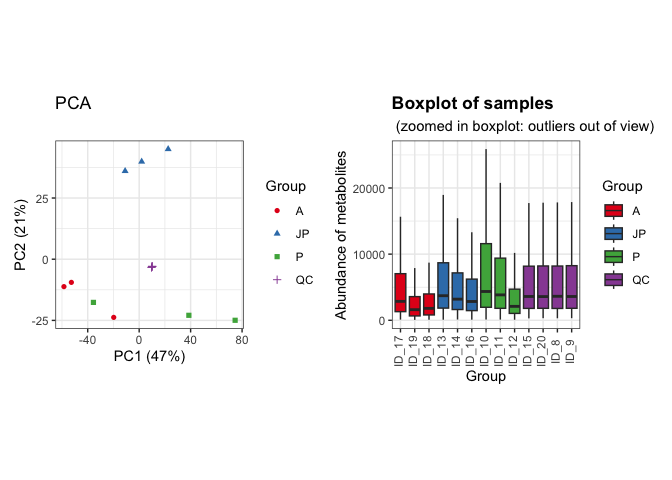 PCA
PC2 (21%)
25
0
-25
-40
0
40
80
PC1 (47%)
Group
A
JP
P
QC
Boxplot of samples
(zoomed in boxplot: outliers out of view)
Abundance of metabolites
20000
10000
0
ID_17
ID_19
ID_18
ID_13
ID_14
ID_16
ID_10
ID_11
ID_12
ID_15
ID_20
ID_8
ID_9
Group
Group
A
JP
P
QC